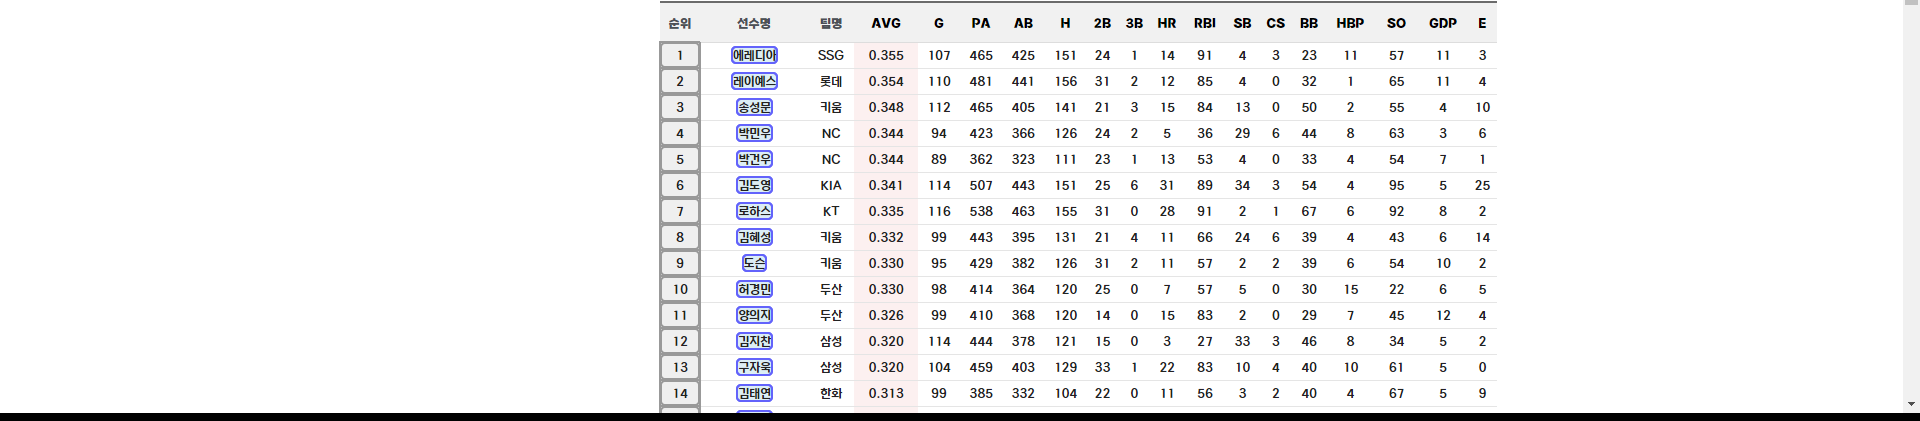 순위 선수명 팀명 AVG G PA AB H 2B 3B HR RBI SB CS BB HBP SO GDP E
1 에레디아 SSG 0.355 107 465 425 151 24 1 14 91 4 3 23 11 57 11 3
2 레이예스 롯데 0.354 110 481 441 156 31 2 12 85 4 0 32 1 65 11 4
3 송성문 키움 0.348 112 465 405 141 21 3 15 84 13 0 50 2 55 4 10
4 박민우 NC 0.344 94 423 366 126 24 2 5 36 29 6 44 8 63 3 6
5 박건우 NC 0.344 89 362 323 111 23 1 13 53 4 0 33 4 54 7 1
6 김도영 KIA 0.341 114 507 443 151 25 6 31 89 34 3 54 4 95 5 25
7 로하스 KT 0.335 116 538 463 155 31 0 28 91 2 1 67 6 92 8 2
8 김혜성 키움 0.332 99 443 395 131 21 4 11 66 24 6 39 4 43 6 14
9 도슨 키움 0.330 95 429 382 126 31 2 11 57 2 2 39 6 54 10 2
10 허경민 두산 0.330 98 414 364 120 25 0 7 57 5 0 30 15 22 6 5
11 양의지 두산 0.326 99 410 368 120 14 0 15 83 2 0 29 7 45 12 4
12 김지찬 삼성 0.320 114 444 378 121 15 0 3 27 33 3 46 8 34 5 2
13 구자욱 삼성 0.320 104 459 403 129 33 1 22 83 10 4 40 10 61 5 0
14 김태연 한화 0.313 99 385 332 104 22 0 11 56 3 2 40 4 67 5 9